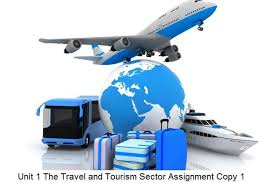 Unit 1 The Travel and Tourism Sector Assignment Copy 1